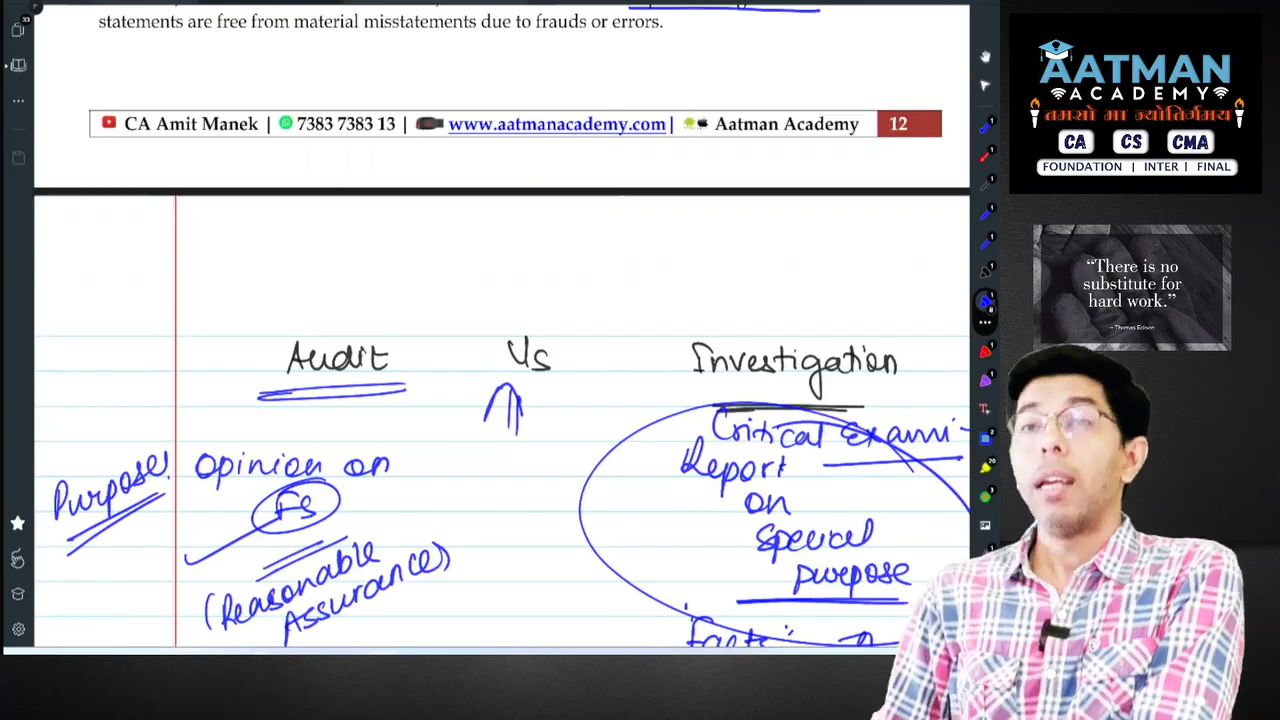 statements are free from material misstatements due to frauds or errors.
CA Amit Manek | 7383 7383 13 | www.aatmanacademy.com | Aatman Academy 12
Audit Vs Investigation
Purpose: Opinion on FS
(Reasonable Assurance)
Critical Exami-
Report
on
special
purpose
AATMAN
ACADEMY
तमसो मा ज्योतिर्गमय
CA CS CMA
FOUNDATION | INTER | FINAL
“There is no
substitute for
hard work.”
— Thomas Edison